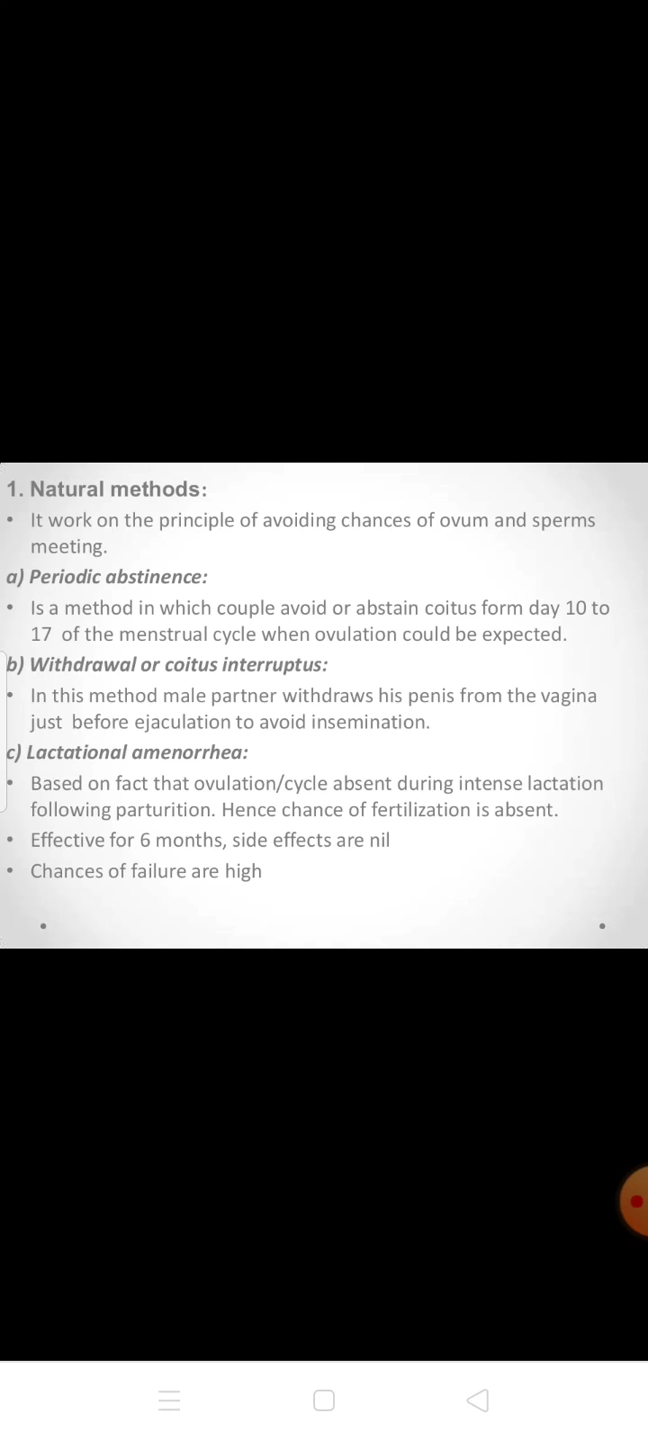 1. Natural methods:
• It work on the principle of avoiding chances of ovum and sperms
meeting.
a) Periodic abstinence:
• Is a method in which couple avoid or abstain coitus form day 10 to
17 of the menstrual cycle when ovulation could be expected.
b) Withdrawal or coitus interruptus:
• In this method male partner withdraws his penis from the vagina
just before ejaculation to avoid insemination.
c) Lactational amenorrhea:
• Based on fact that ovulation/cycle absent during intense lactation
following parturition. Hence chance of fertilization is absent.
• Effective for 6 months, side effects are nil
• Chances of failure are high